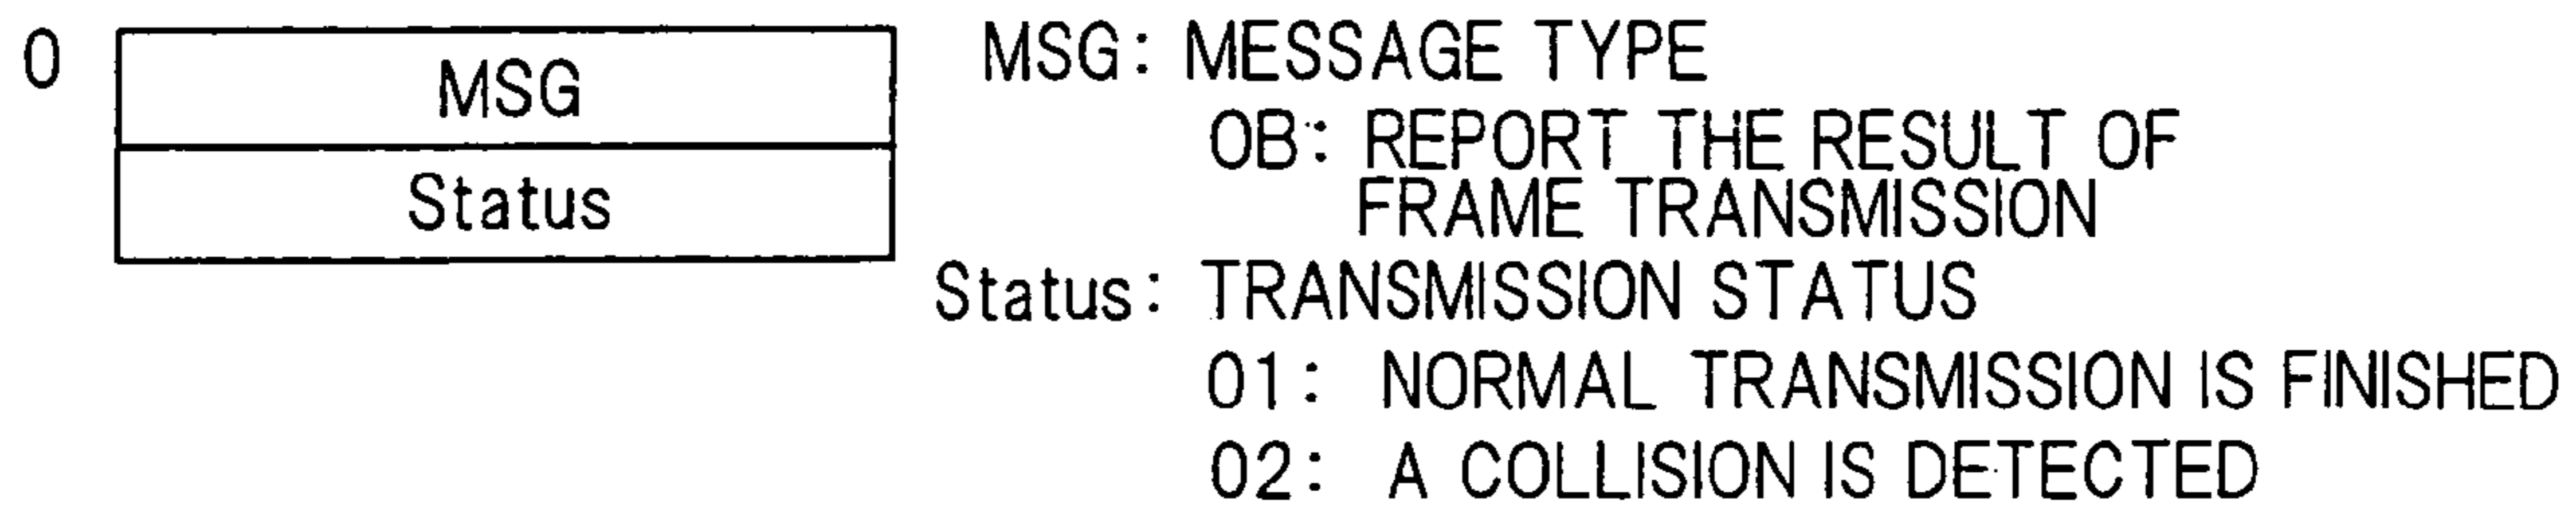 0
MSG
Status
MSG: MESSAGE TYPE
0B: REPORT THE RESULT OF
FRAME TRANSMISSION
Status: TRANSMISSION STATUS
01: NORMAL TRANSMISSION IS FINISHED
02: A COLLISION IS DETECTED